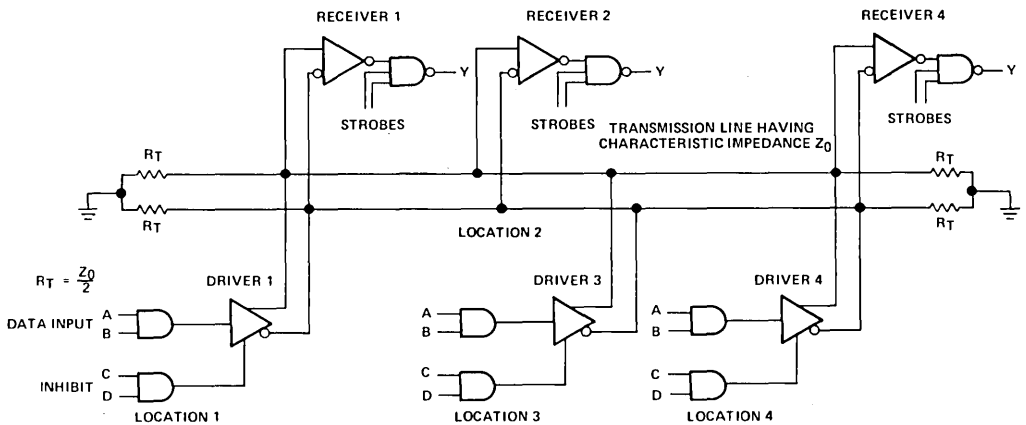 RECEIVER 1
RECEIVER 2
RECEIVER 4
Y
Y
Y
STROBES
STROBES
STROBES
TRANSMISSION LINE HAVING
CHARACTERISTIC IMPEDANCE Z0
RT
RT
RT
RT
LOCATION 2
RT = Z0/2
DRIVER 1
DRIVER 3
DRIVER 4
DATA INPUT
A
B
A
B
A
B
INHIBIT
C
D
C
D
C
D
LOCATION 1
LOCATION 3
LOCATION 4